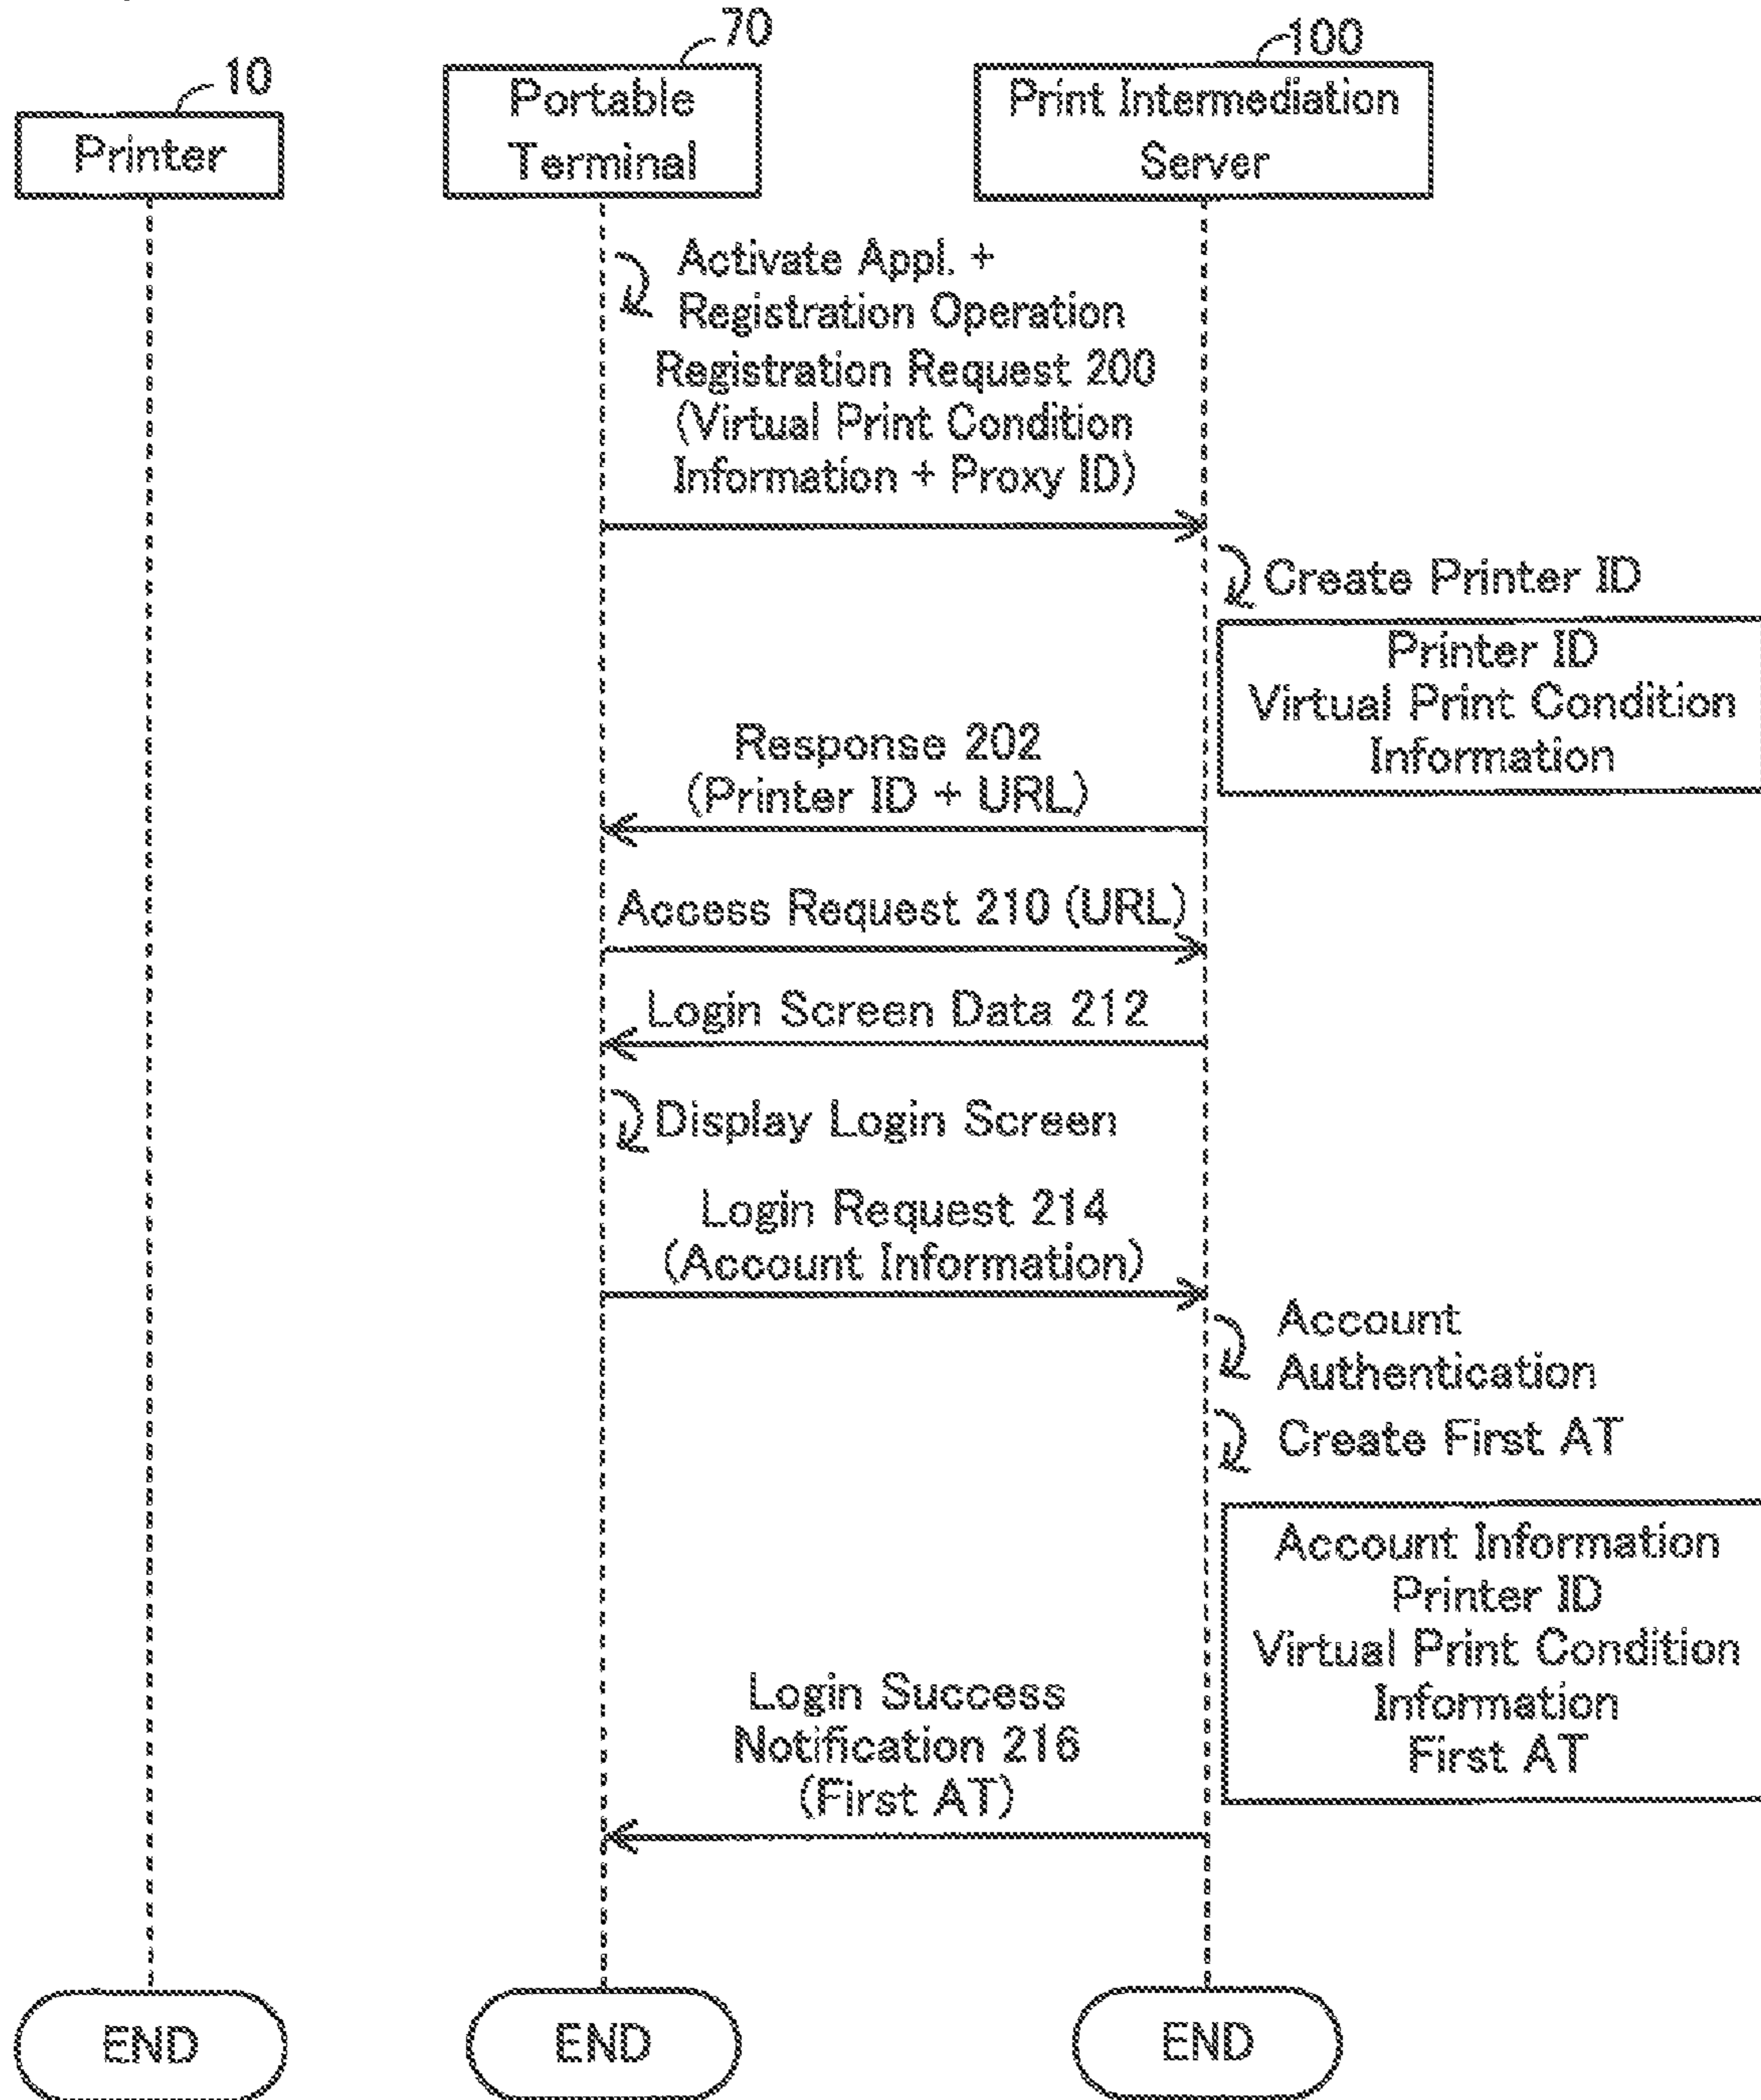 70
100
10
Printer
Portable
Terminal
Print Intermediation
Server
Activate Appl. +
Registration Operation
Registration Request 200
(Virtual Print Condition
Information + Proxy ID)
Create Printer ID
Printer ID
Virtual Print Condition
Information
Response 202
(Printer ID + URL)
Access Request 210 (URL)
Login Screen Data 212
Display Login Screen
Login Request 214
(Account Information)
Account
Authentication
Create First AT
Account Information
Printer ID
Virtual Print Condition
Information
First AT
Login Success
Notification 216
(First AT)
END
END
END